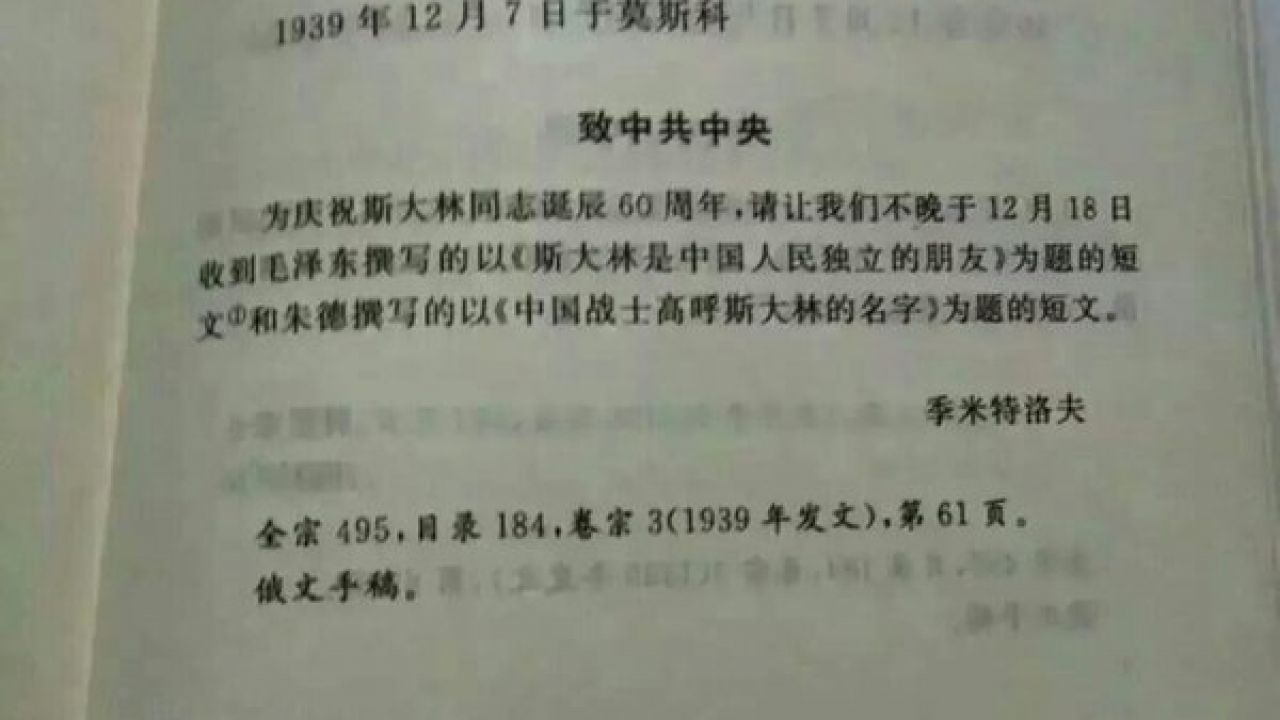 1939 年 12 月 7 日于莫斯科
致中共中央
为庆祝斯大林同志诞辰 60 周年,请让我们不晚于 12 月 18 日
收到毛泽东撰写的以《斯大林是中国人民独立的朋友》为题的短
文①和朱德撰写的以《中国战士高呼斯大林的名字》为题的短文。
季米特洛夫
全宗 495,目录 184,卷宗 3(1939 年发文),第 61 页。
俄文手稿。